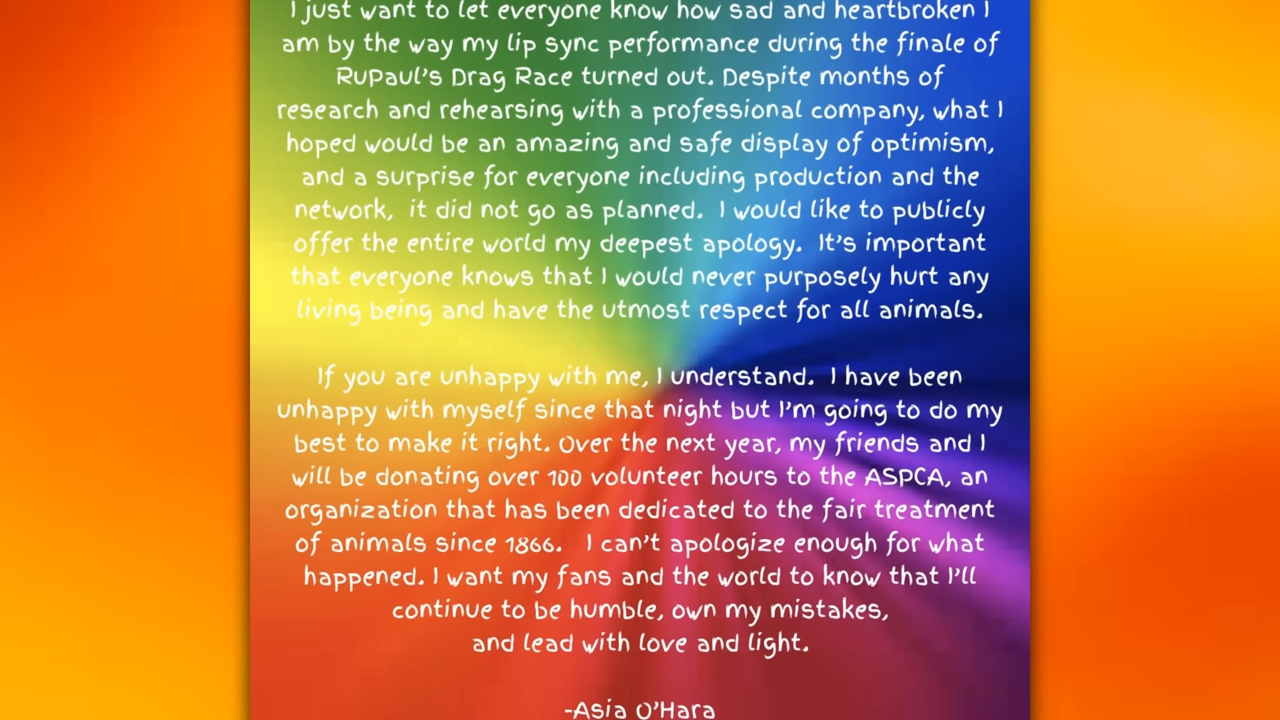 I just want to let everyone know how sad and heartbroken I
am by the way my lip sync performance during the finale of
RuPaul's Drag Race turned out. Despite months of
research and rehearsing with a professional company, what I
hoped would be an amazing and safe display of optimism,
and a surprise for everyone including production and the
network,  it did not go as planned.  I would like to publicly
offer the entire world my deepest apology.  It's important
that everyone knows that I would never purposely hurt any
living being and have the utmost respect for all animals.
If you are unhappy with me, I understand.  I have been
unhappy with myself since that night but I'm going to do my
best to make it right. Over the next year, my friends and I
will be donating over 100 volunteer hours to the ASPCA, an
organization that has been dedicated to the fair treatment
of animals since 1866.   I can't apologize enough for what
happened. I want my fans and the world to know that I'll
continue to be humble, own my mistakes,
and lead with love and light.
-Asia O'Hara